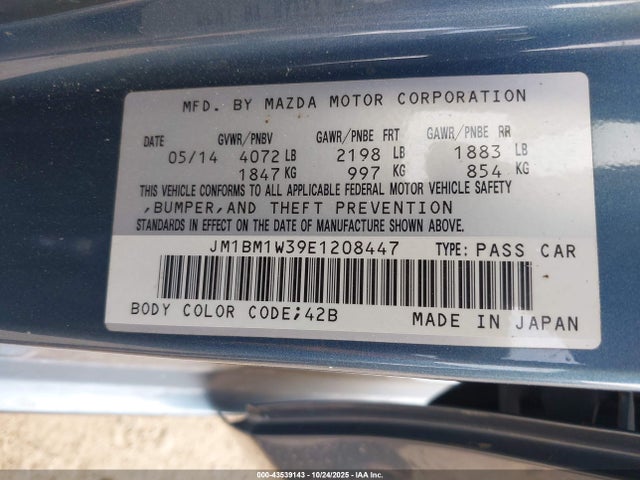 MFD. BY MAZDA MOTOR CORPORATION
DATE GVWR/PNBV GAWR/PNBE FRT GAWR/PNBE RR
05/14 4072 LB 2198 LB 1883 LB
1847 KG 997 KG 854 KG
THIS VEHICLE CONFORMS TO ALL APPLICABLE FEDERAL MOTOR VEHICLE SAFETY
,BUMPER,AND THEFT PREVENTION
STANDARDS IN EFFECT ON THE DATE OF MANUFACTURE SHOWN ABOVE.
JM1BM1W39E1208447 TYPE: PASS CAR
BODY COLOR CODE;42B MADE IN JAPAN
000-43539143 - 10/24/2025 - IAA Inc.